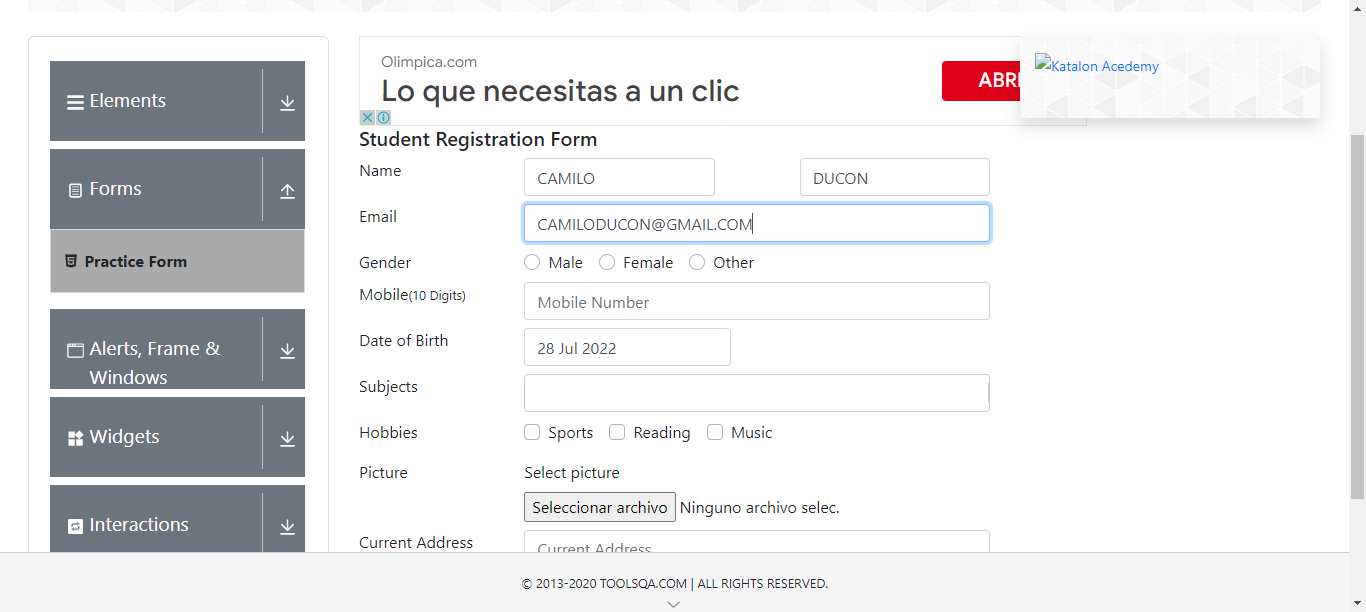 Elements
Forms
Practice Form
Alerts, Frame &
Windows
Widgets
Interactions
Olimpica.com
Lo que necesitas a un clic
ABRI
Katalon Acedemy
Student Registration Form
Name
CAMILO
DUCON
Email
CAMILODUCON@GMAIL.COM
Gender
Male
Female
Other
Mobile(10 Digits)
Mobile Number
Date of Birth
28 Jul 2022
Subjects
Hobbies
Sports
Reading
Music
Picture
Select picture
Seleccionar archivo Ninguno archivo selec.
Current Address
Current Address
© 2013-2020 TOOLSQA.COM | ALL RIGHTS RESERVED.